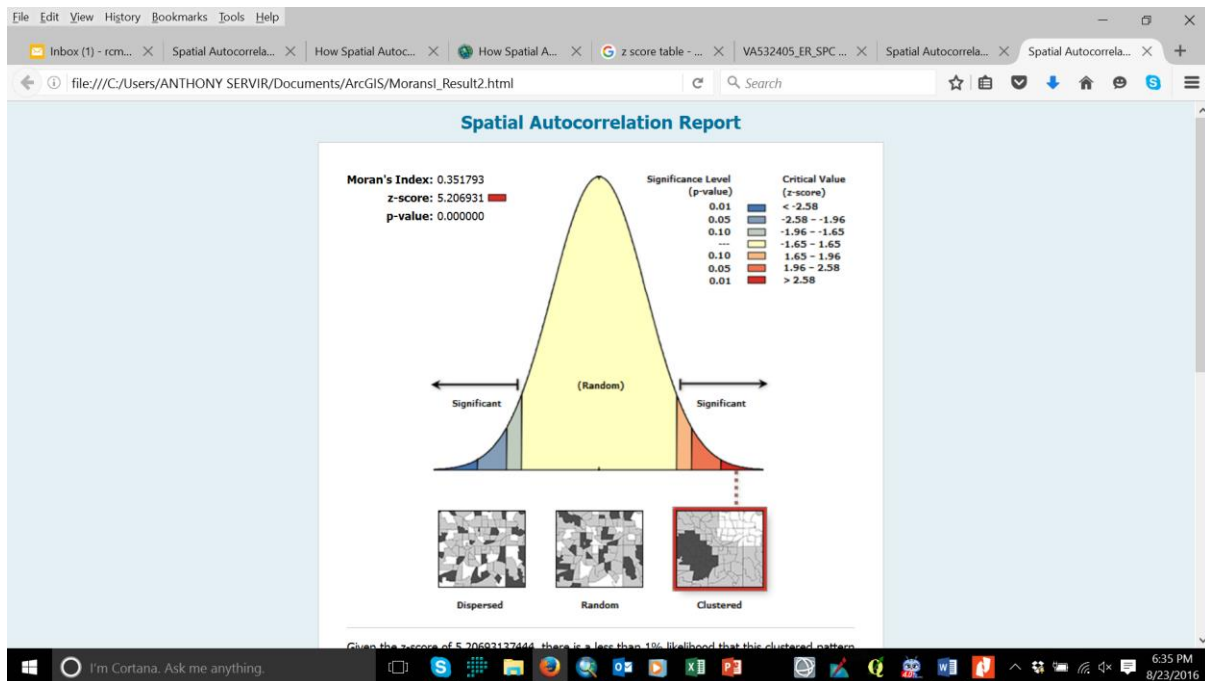 File Edit View History Bookmarks Tools Help
Inbox (1) - rcm... Spatial Autocorrela... How Spatial Autoc... How Spatial A... z score table - ... VA532405_ER_SPC ... Spatial Autocorrela... Spatial Autocorrela...
file:///C:/Users/ANTHONY SERVIR/Documents/ArcGIS/MoransI_Result2.html Search
Spatial Autocorrelation Report
Moran's Index: 0.351793
z-score: 5.206931
p-value: 0.000000
Significance Level (p-value) Critical Value (z-score)
0.01 < -2.58
0.05 -2.58 – -1.96
0.10 -1.96 – -1.65
--- -1.65 – 1.65
0.10 1.65 – 1.96
0.05 1.96 – 2.58
0.01 > 2.58
(Random)
Significant Significant
Dispersed Random Clustered
Given the z-score of 5.20693137444, there is a less than 1% likelihood that this clustered pattern
I'm Cortana. Ask me anything.
6:35 PM
8/23/2016